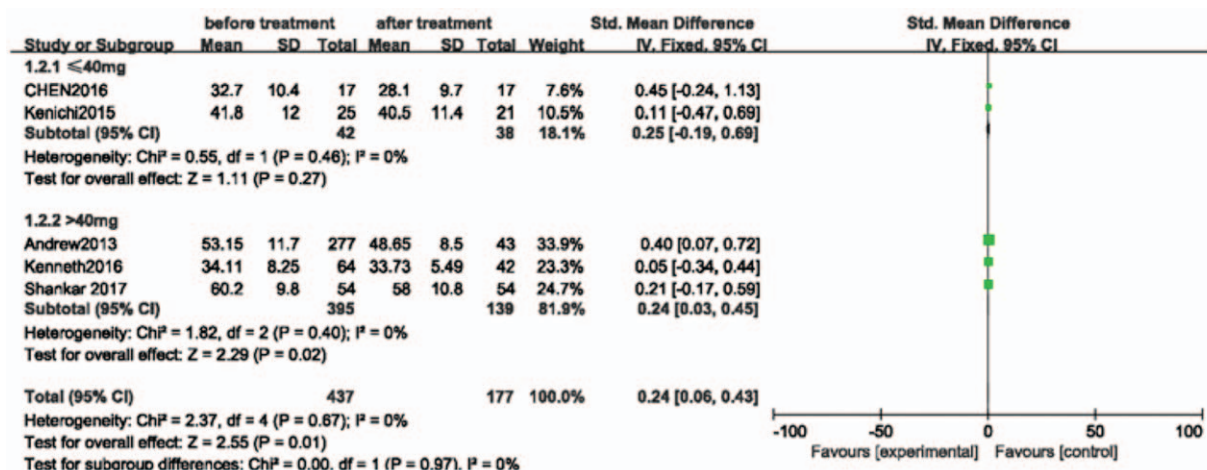 before treatment after treatment Std. Mean Difference Std. Mean Difference
Study or Subgroup Mean SD Total Mean SD Total Weight IV, Fixed, 95% CI IV, Fixed, 95% CI
1.2.1 ≤40mg
CHEN2016 32.7 10.4 17 28.1 9.7 17 7.6% 0.45 [-0.24, 1.13]
Kenichi2015 41.8 12 25 40.5 11.4 21 10.5% 0.11 [-0.47, 0.69]
Subtotal (95% CI) 42 38 18.1% 0.25 [-0.19, 0.69]
Heterogeneity: Chi² = 0.55, df = 1 (P = 0.46); I² = 0%
Test for overall effect: Z = 1.11 (P = 0.27)
1.2.2 >40mg
Andrew2013 53.15 11.7 277 48.65 8.5 43 33.9% 0.40 [0.07, 0.72]
Kenneth2016 34.11 8.25 64 33.73 5.49 42 23.3% 0.05 [-0.34, 0.44]
Shankar 2017 60.2 9.8 54 58 10.8 54 24.7% 0.21 [-0.17, 0.59]
Subtotal (95% CI) 395 139 81.9% 0.24 [0.03, 0.45]
Heterogeneity: Chi² = 1.82, df = 2 (P = 0.40); I² = 0%
Test for overall effect: Z = 2.29 (P = 0.02)
Total (95% CI) 437 177 100.0% 0.24 [0.06, 0.43]
Heterogeneity: Chi² = 2.37, df = 4 (P = 0.67); I² = 0%
Test for overall effect: Z = 2.55 (P = 0.01)
Test for subgroup differences: Chi² = 0.00, df = 1 (P = 0.97), I² = 0%
-100 -50 0 50 100
Favours [experimental] Favours [control]